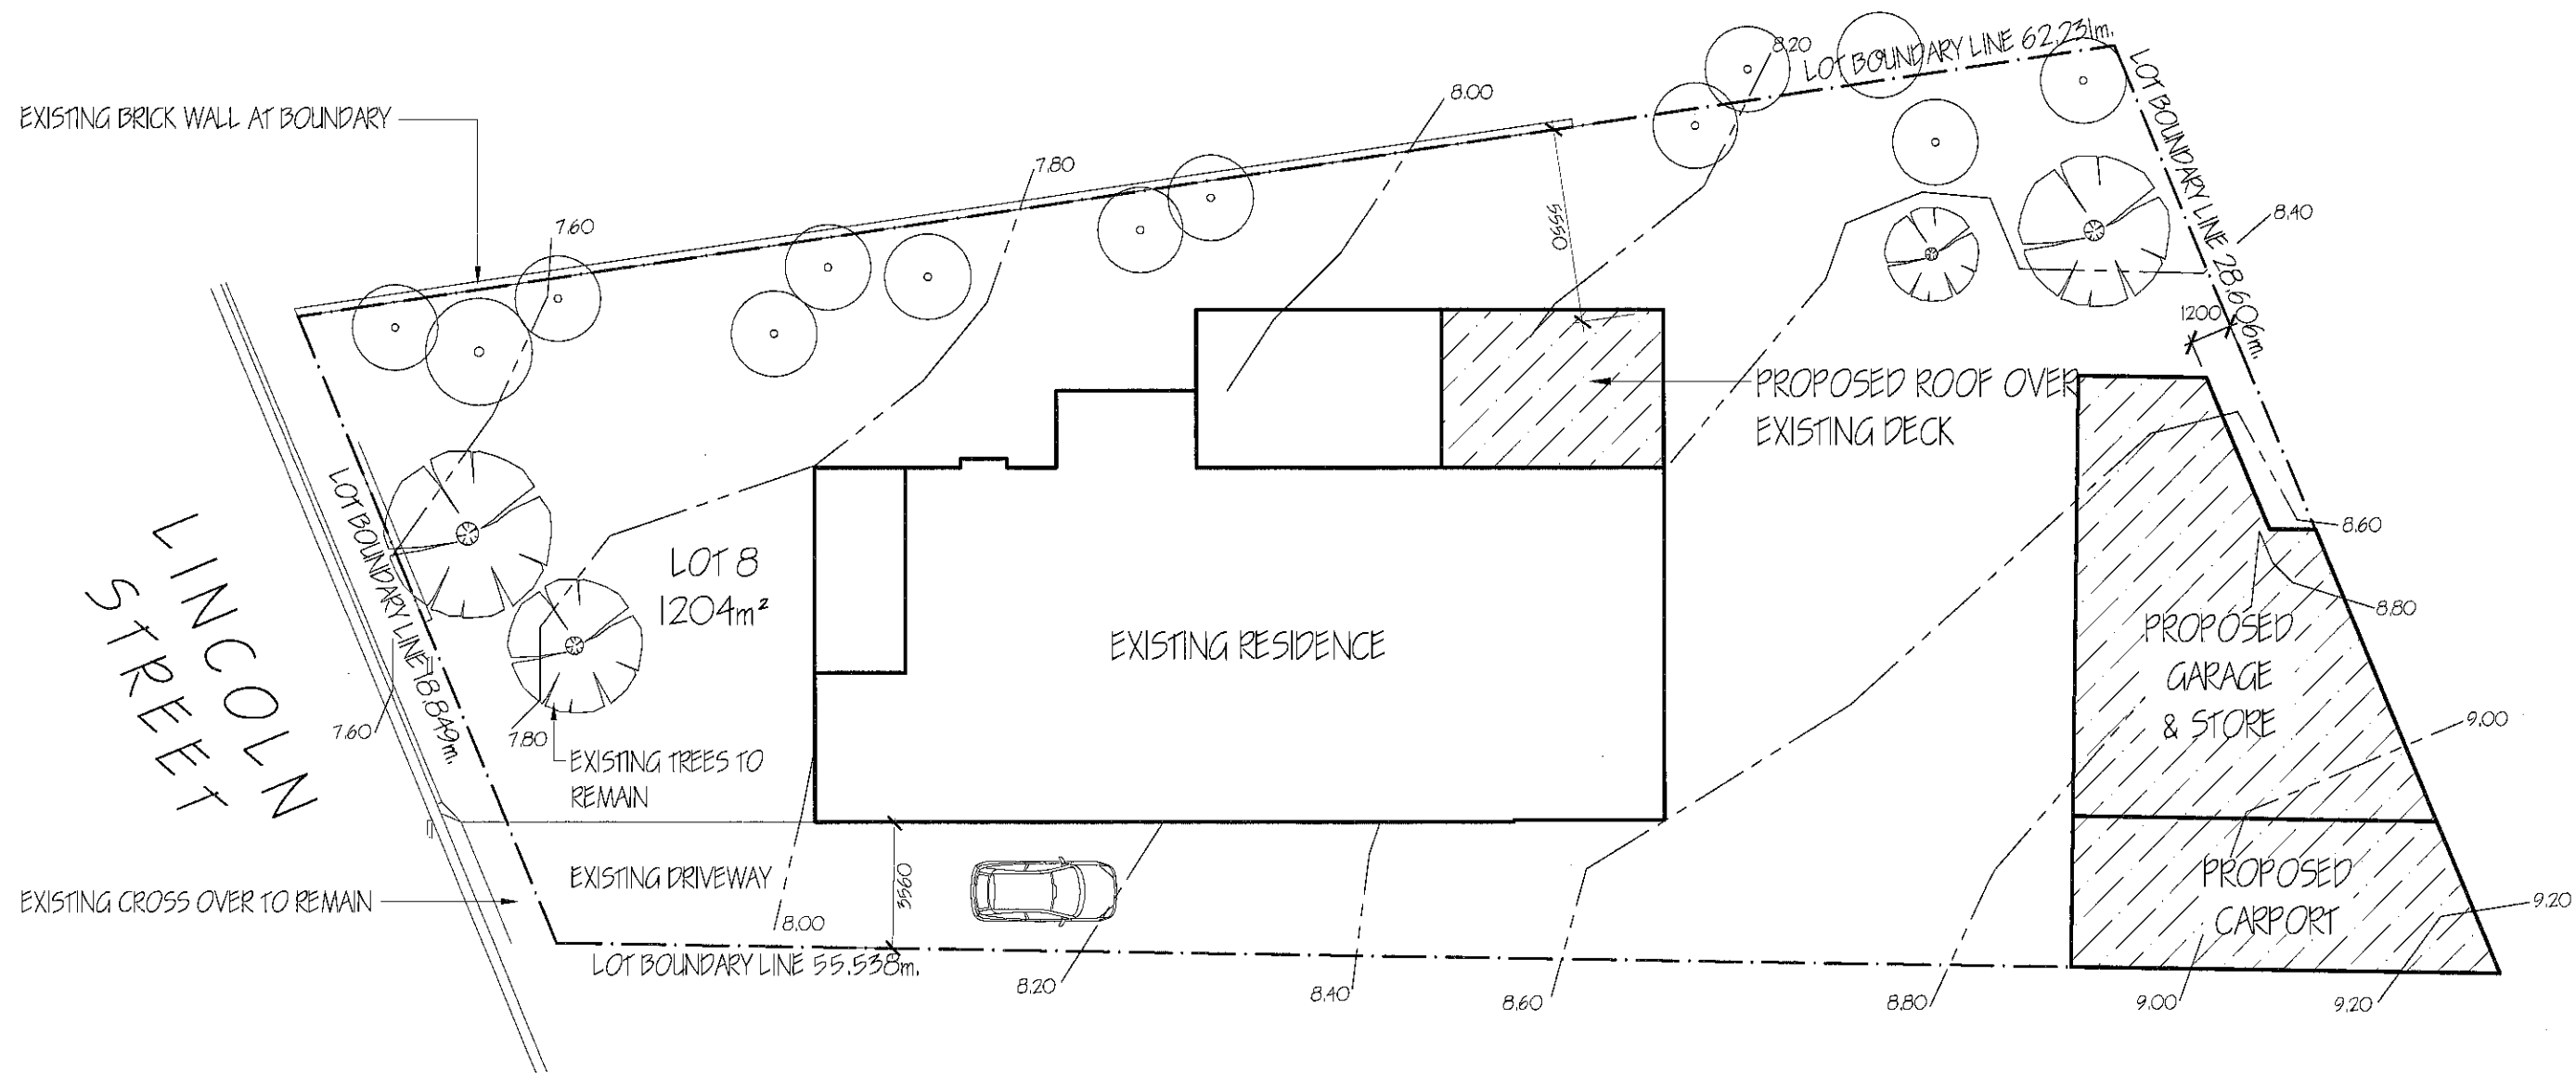 8.20
LOT BOUNDARY LINE 62.231m.
8.00
EXISTING BRICK WALL AT BOUNDARY
7.80
LOT BOUNDARY LINE 28.606m.
8.40
7.60
5550
1200
PROPOSED ROOF OVER
EXISTING DECK
LINCOLN
STREET
LOT BOUNDARY LINE 18.849m.
LOT 8
1204m²
8.60
8.80
EXISTING RESIDENCE
PROPOSED
GARAGE
& STORE
9.00
7.60
7.80
EXISTING TREES TO
REMAIN
EXISTING DRIVEWAY
3560
PROPOSED
CARPORT
EXISTING CROSS OVER TO REMAIN
9.20
8.00
LOT BOUNDARY LINE 55.538m.
8.20
8.40
8.60
8.80
9.00
9.20